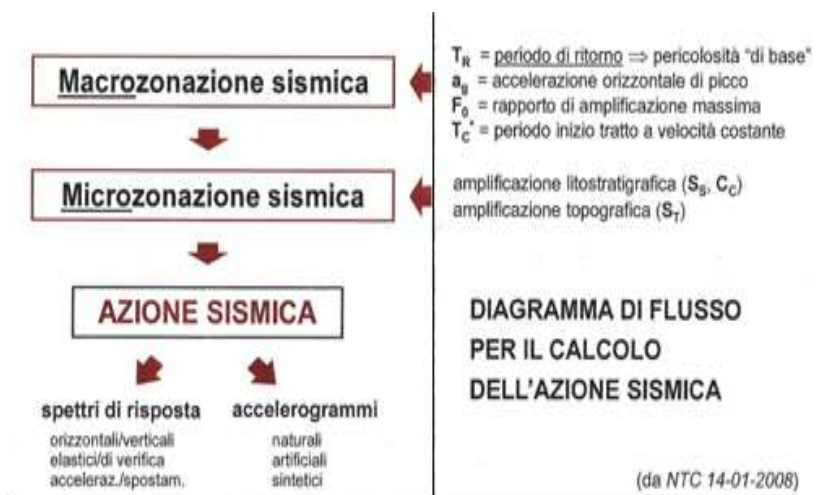 Macrozonazione sismica
T_R = periodo di ritorno ⇒ pericolosità "di base"
a_g = accelerazione orizzontale di picco
F_0 = rapporto di amplificazione massima
T_C* = periodo inizio tratto a velocità costante
Microzonazione sismica
amplificazione litostratigrafica (S_S, C_C)
amplificazione topografica (S_T)
AZIONE SISMICA
spettri di risposta
orizzontali/verticali
elastici/di verifica
acceleraz./spostam.
accelerogrammi
naturali
artificiali
sintetici
DIAGRAMMA DI FLUSSO
PER IL CALCOLO
DELL'AZIONE SISMICA
(da NTC 14-01-2008)